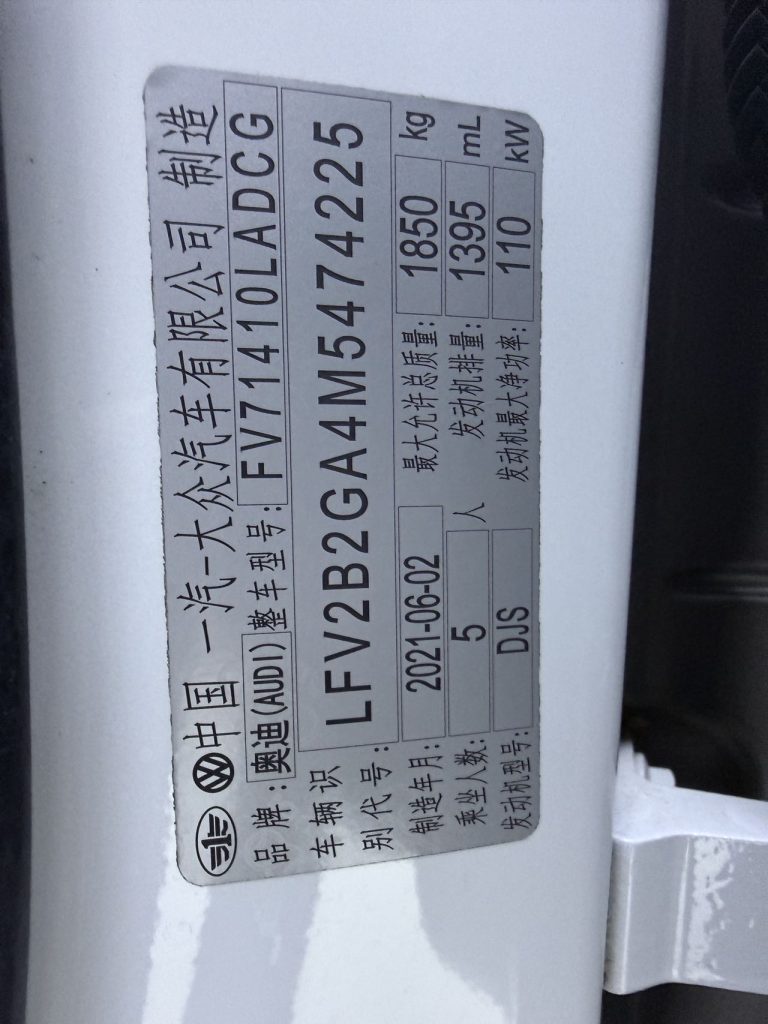 中国 一汽-大众汽车有限公司 制造
品牌: 奥迪(AUDI) 整车型号: FV71410LADCG
车辆识别代号: LFV2B2GA4M5474225
制造年月: 2021-06-02 最大允许总质量: 1850 kg
乘坐人数: 5 人 发动机排量: 1395 mL
发动机型号: DJS 发动机最大净功率: 110 kW